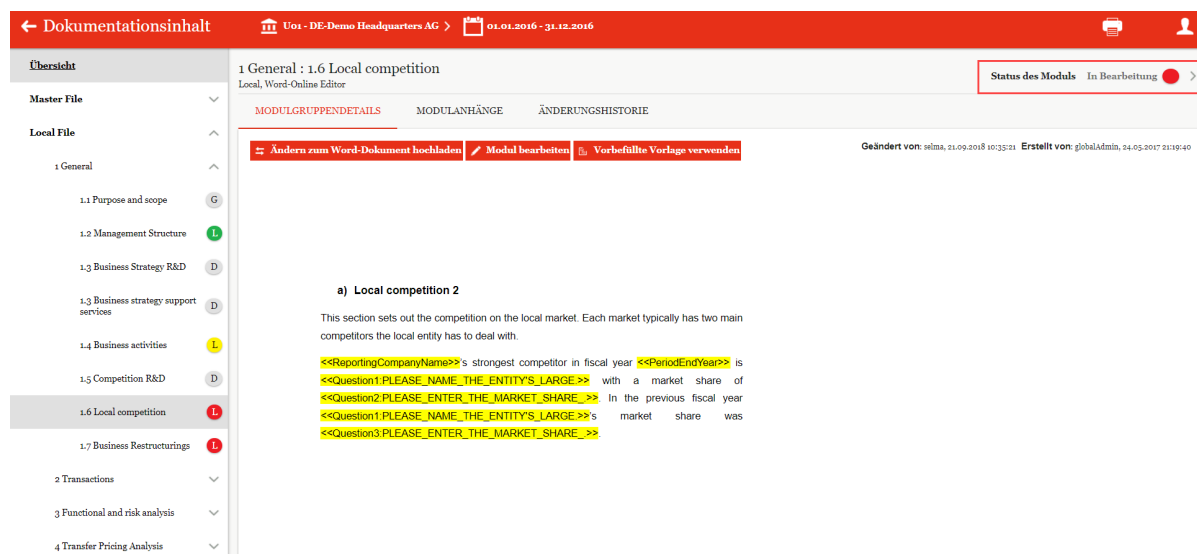 ← Dokumentationsinhalt
U01 - DE-Demo Headquarters AG > 01.01.2016 - 31.12.2016
Übersicht
Master File
Local File
1 General
1.1 Purpose and scope G
1.2 Management Structure L
1.3 Business Strategy R&D D
1.3 Business strategy support
services D
1.4 Business activities L
1.5 Competition R&D D
1.6 Local competition L
1.7 Business Restructurings L
2 Transactions
3 Functional and risk analysis
4 Transfer Pricing Analysis
1 General : 1.6 Local competition
Local, Word-Online Editor
Status des Moduls In Bearbeitung >
MODULGRUPPENDETAILS MODULANHÄNGE ÄNDERUNGSHISTORIE
Ändern zum Word-Dokument hochladen Modul bearbeiten Vorbefüllte Vorlage verwenden
Geändert von: selma, 21.09.2018 10:35:21 Erstellt von: globalAdmin, 24.05.2017 21:19:40
a) Local competition 2
This section sets out the competition on the local market. Each market typically has two main
competitors the local entity has to deal with.
<<ReportingCompanyName>>'s strongest competitor in fiscal year <<PeriodEndYear>> is
<<Question1:PLEASE_NAME_THE_ENTITY'S_LARGE.>> with a market share of
<<Question2:PLEASE_ENTER_THE_MARKET_SHARE_.>>. In the previous fiscal year
<<Question1:PLEASE_NAME_THE_ENTITY'S_LARGE.>>'s market share was
<<Question3:PLEASE_ENTER_THE_MARKET_SHARE_.>>.